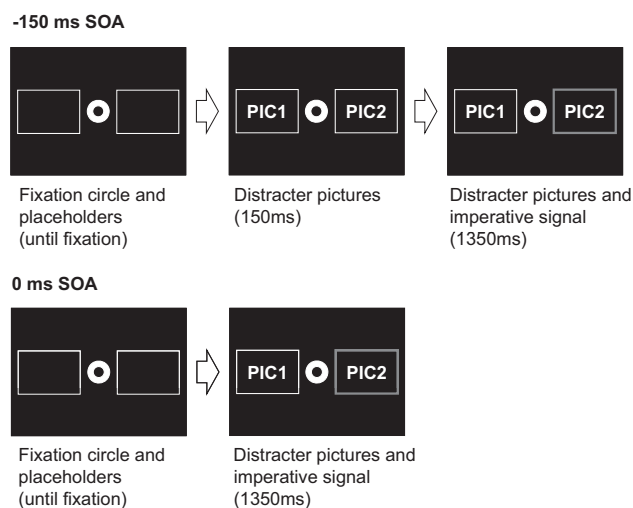 -150 ms SOA
PIC1 PIC2 PIC1 PIC2
Fixation circle and
placeholders
(until fixation)
Distracter pictures
(150ms)
Distracter pictures and
imperative signal
(1350ms)
0 ms SOA
PIC1 PIC2
Fixation circle and
placeholders
(until fixation)
Distracter pictures and
imperative signal
(1350ms)